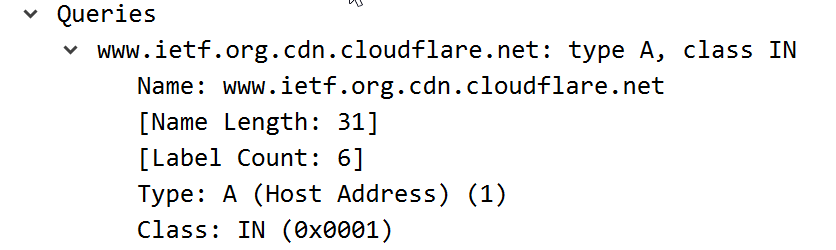 Queries
www.ietf.org.cdn.cloudflare.net: type A, class IN
Name: www.ietf.org.cdn.cloudflare.net
[Name Length: 31]
[Label Count: 6]
Type: A (Host Address) (1)
Class: IN (0x0001)